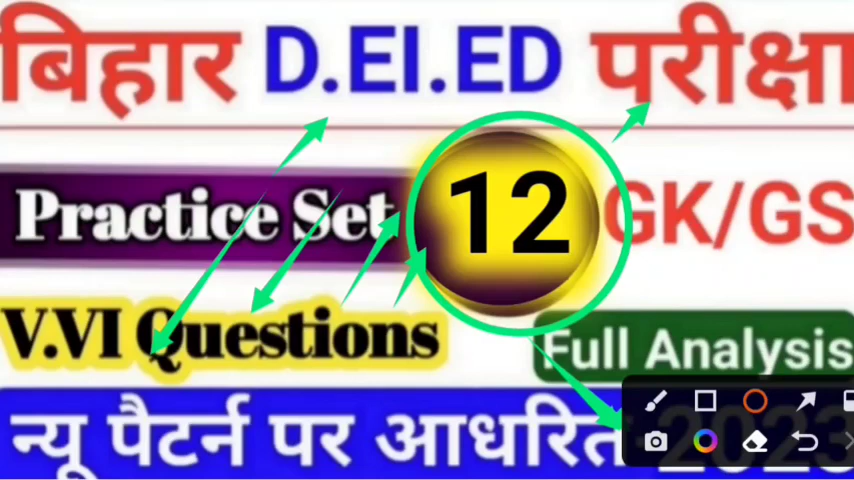 बिहार D.El.ED परीक्षा
Practice Set 12 GK/GS
V.VI Questions Full Analysis
न्यू पैटर्न पर आधरित